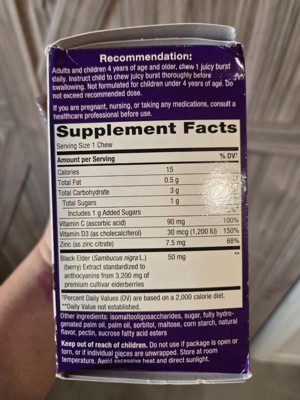 Recommendation:
Adults and children 4 years of age and older, chew 1 juicy burst
daily. Instruct child to chew juicy burst thoroughly before
swallowing. Not formulated for children under 4 years of age. Do
not exceed recommended dose.
If you are pregnant, nursing, or taking any medications, consult a
healthcare professional before use.
Supplement Facts
Serving Size 1 Chew
Amount per Serving % DV†
Calories 15
Total Fat 0.5 g
Total Carbohydrate 3 g
Total Sugars 1 g
Includes 1 g Added Sugars
Vitamin C (ascorbic acid) 90 mg 100%
Vitamin D3 (as cholecalciferol) 30 mcg (1,200 IU) 150%
Zinc (as zinc citrate) 7.5 mg 68%
Black Elder (Sambucus nigra L.) 50 mg **
(berry) Extract standardized to
anthocyanins from 3,200 mg of
premium cultivar elderberries
†Percent Daily Values (DV) are based on a 2,000 calorie diet.
**Daily Value not established.
Other ingredients: isomaltooligosaccharides, sugar, fully hydro-
genated palm oil, palm oil, sorbitol, maltose, corn starch, natural
flavor, pectin, sucrose fatty acid esters
Keep out of reach of children. Do not use if package is open or
torn, or if individual pieces are unwrapped. Store at room
temperature. Avoid excessive heat and direct sunlight.